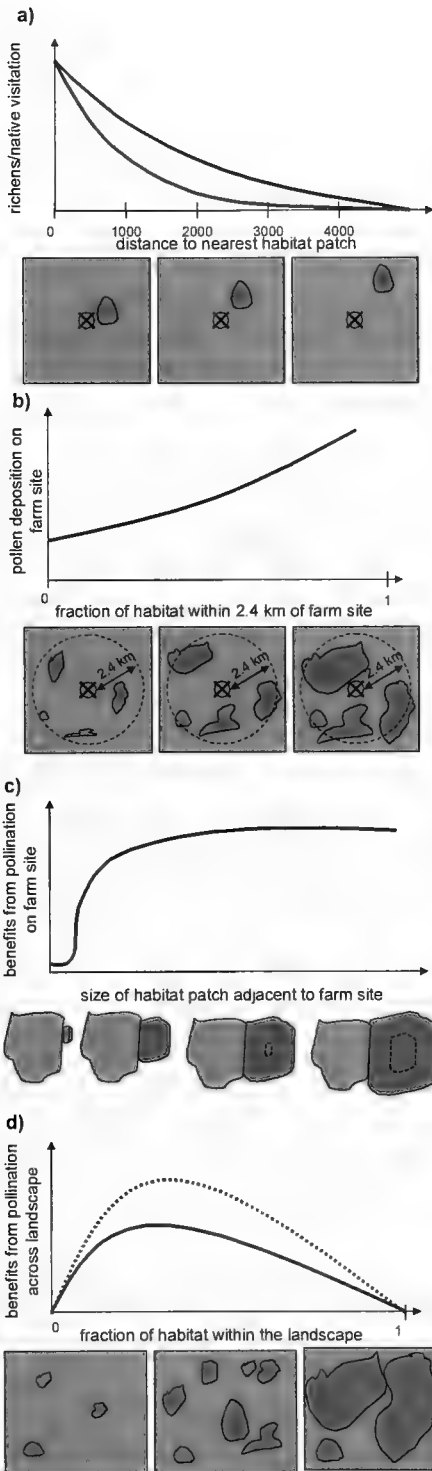 a)
richens/native visitation
0 1000 2000 3000 4000
distance to nearest habitat patch
b)
pollen deposition on
farm site
0 1
fraction of habitat within 2.4 km of farm site
2.4 km
2.4 km
2.4 km
c)
benefits from pollination
on farm site
size of habitat patch adjacent to farm site
d)
benefits from pollination
across landscape
0 1
fraction of habitat within the landscape